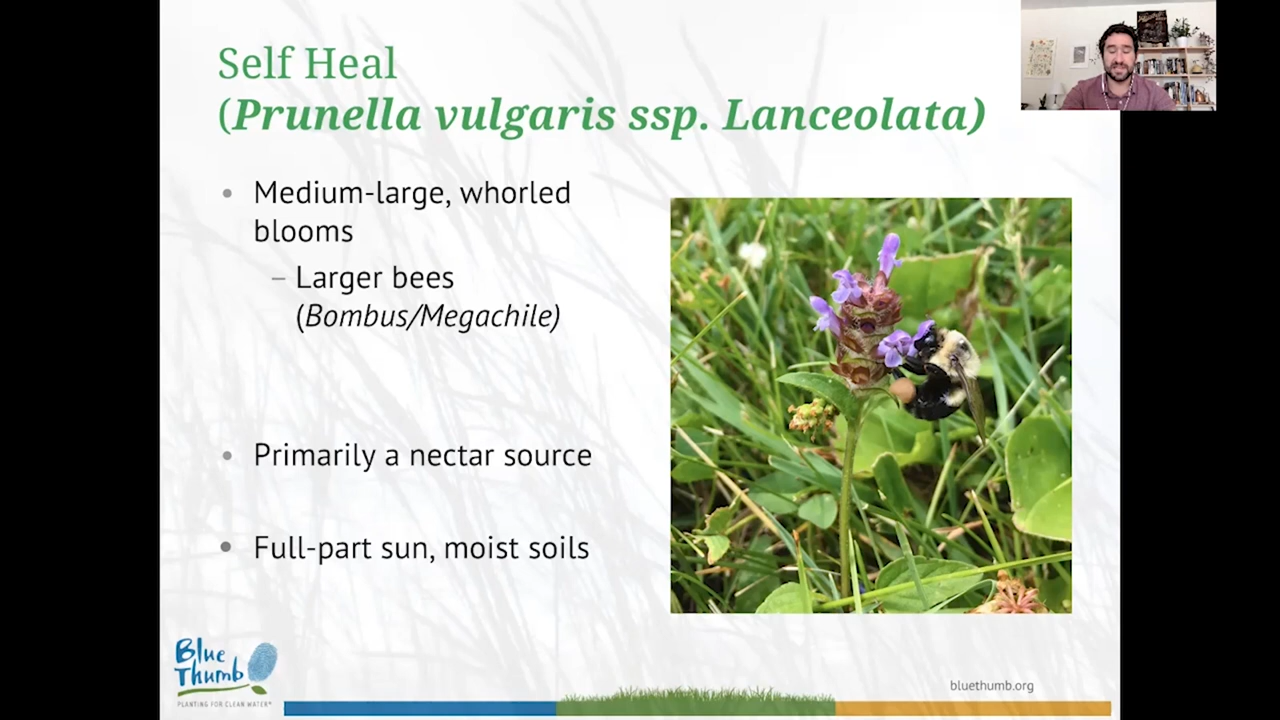 Self Heal
(Prunella vulgaris ssp. Lanceolata)
• Medium-large, whorled
blooms
– Larger bees
(Bombus/Megachile)
• Primarily a nectar source
• Full-part sun, moist soils
Blue
Thumb
PLANTING FOR CLEAN WATER®
bluethumb.org